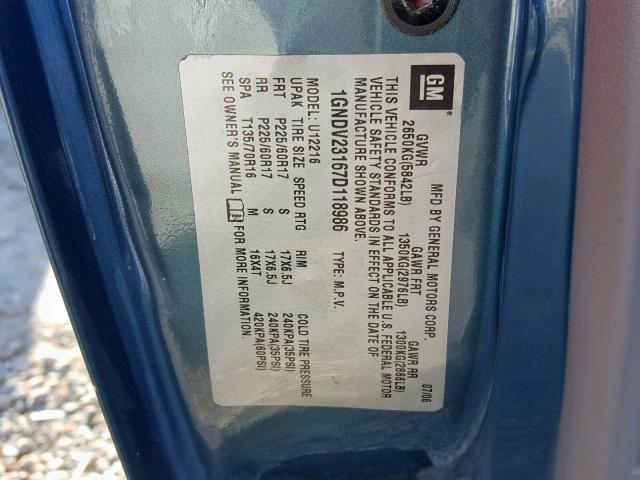 GM
MFD BY GENERAL MOTORS CORP. 07/06
GVWR GAWR FRT GAWR RR
2650KG(5842LB) 1350KG(2976LB) 1300KG(2866LB)
THIS VEHICLE CONFORMS TO ALL APPLICABLE U.S. FEDERAL MOTOR
VEHICLE SAFETY STANDARDS IN EFFECT ON THE DATE OF
MANUFACTURE SHOWN ABOVE.
1GNDV23167D118986 TYPE: M.P.V.
MODEL: U12216
UPAK TIRE SIZE SPEED RTG RIM COLD TIRE PRESSURE
FRT P225/60R17 S 17X6.5J 240KPA(35PSI)
RR P225/60R17 S 17X6.5J 240KPA(35PSI)
SPA T135/70R16 M 16X4T 420KPA(60PSI)
SEE OWNER'S MANUAL FOR MORE INFORMATION.